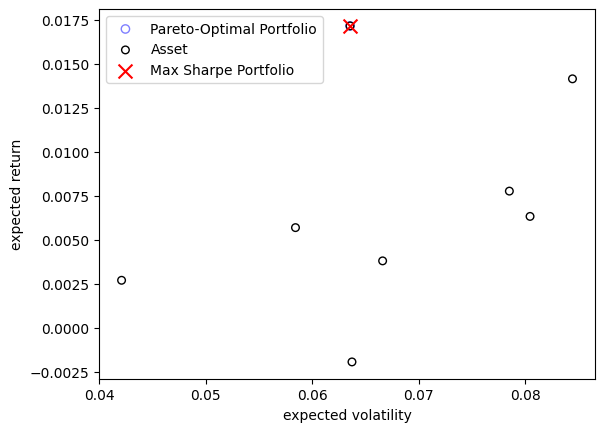 0.0175
0.0150
0.0125
0.0100
0.0075
0.0050
0.0025
0.0000
−0.0025
expected return
Pareto-Optimal Portfolio
Asset
Max Sharpe Portfolio
0.04 0.05 0.06 0.07 0.08
expected volatility